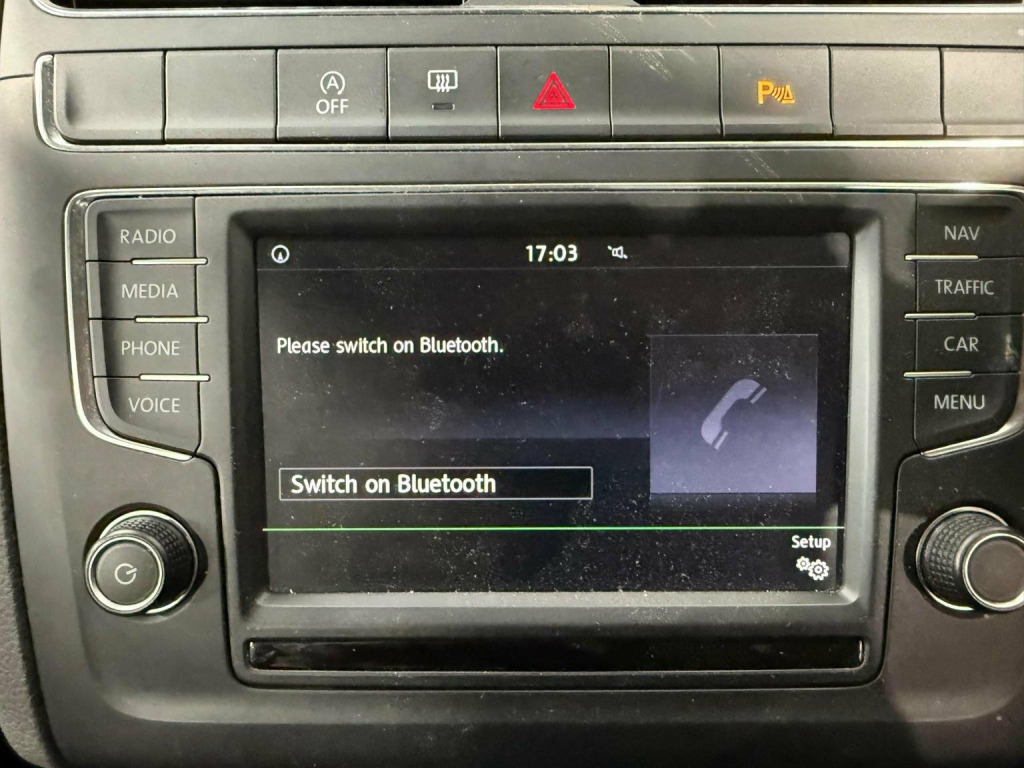 A
OFF
P
RADIO
MEDIA
PHONE
VOICE
17:03
Please switch on Bluetooth.
Switch on Bluetooth
Setup
NAV
TRAFFIC
CAR
MENU